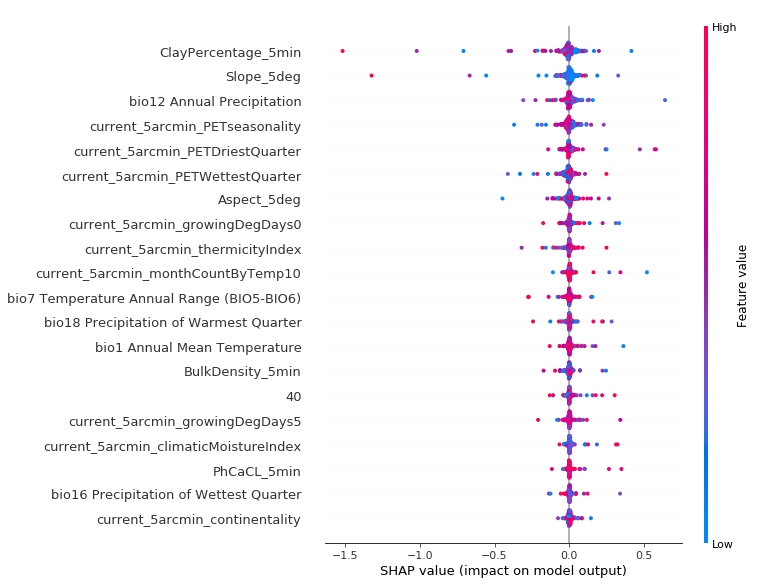 High
ClayPercentage_5min
Slope_5deg
bio12 Annual Precipitation
current_5arcmin_PETseasonality
current_5arcmin_PETDriestQuarter
current_5arcmin_PETWettestQuarter
Aspect_5deg
current_5arcmin_growingDegDays0
current_5arcmin_thermicityIndex
current_5arcmin_monthCountByTemp10
bio7 Temperature Annual Range (BIO5-BIO6)
bio18 Precipitation of Warmest Quarter
bio1 Annual Mean Temperature
BulkDensity_5min
40
current_5arcmin_growingDegDays5
current_5arcmin_climaticMoistureIndex
PhCaCL_5min
bio16 Precipitation of Wettest Quarter
current_5arcmin_continentality
Feature value
Low
−1.5 −1.0 −0.5 0.0 0.5
SHAP value (impact on model output)